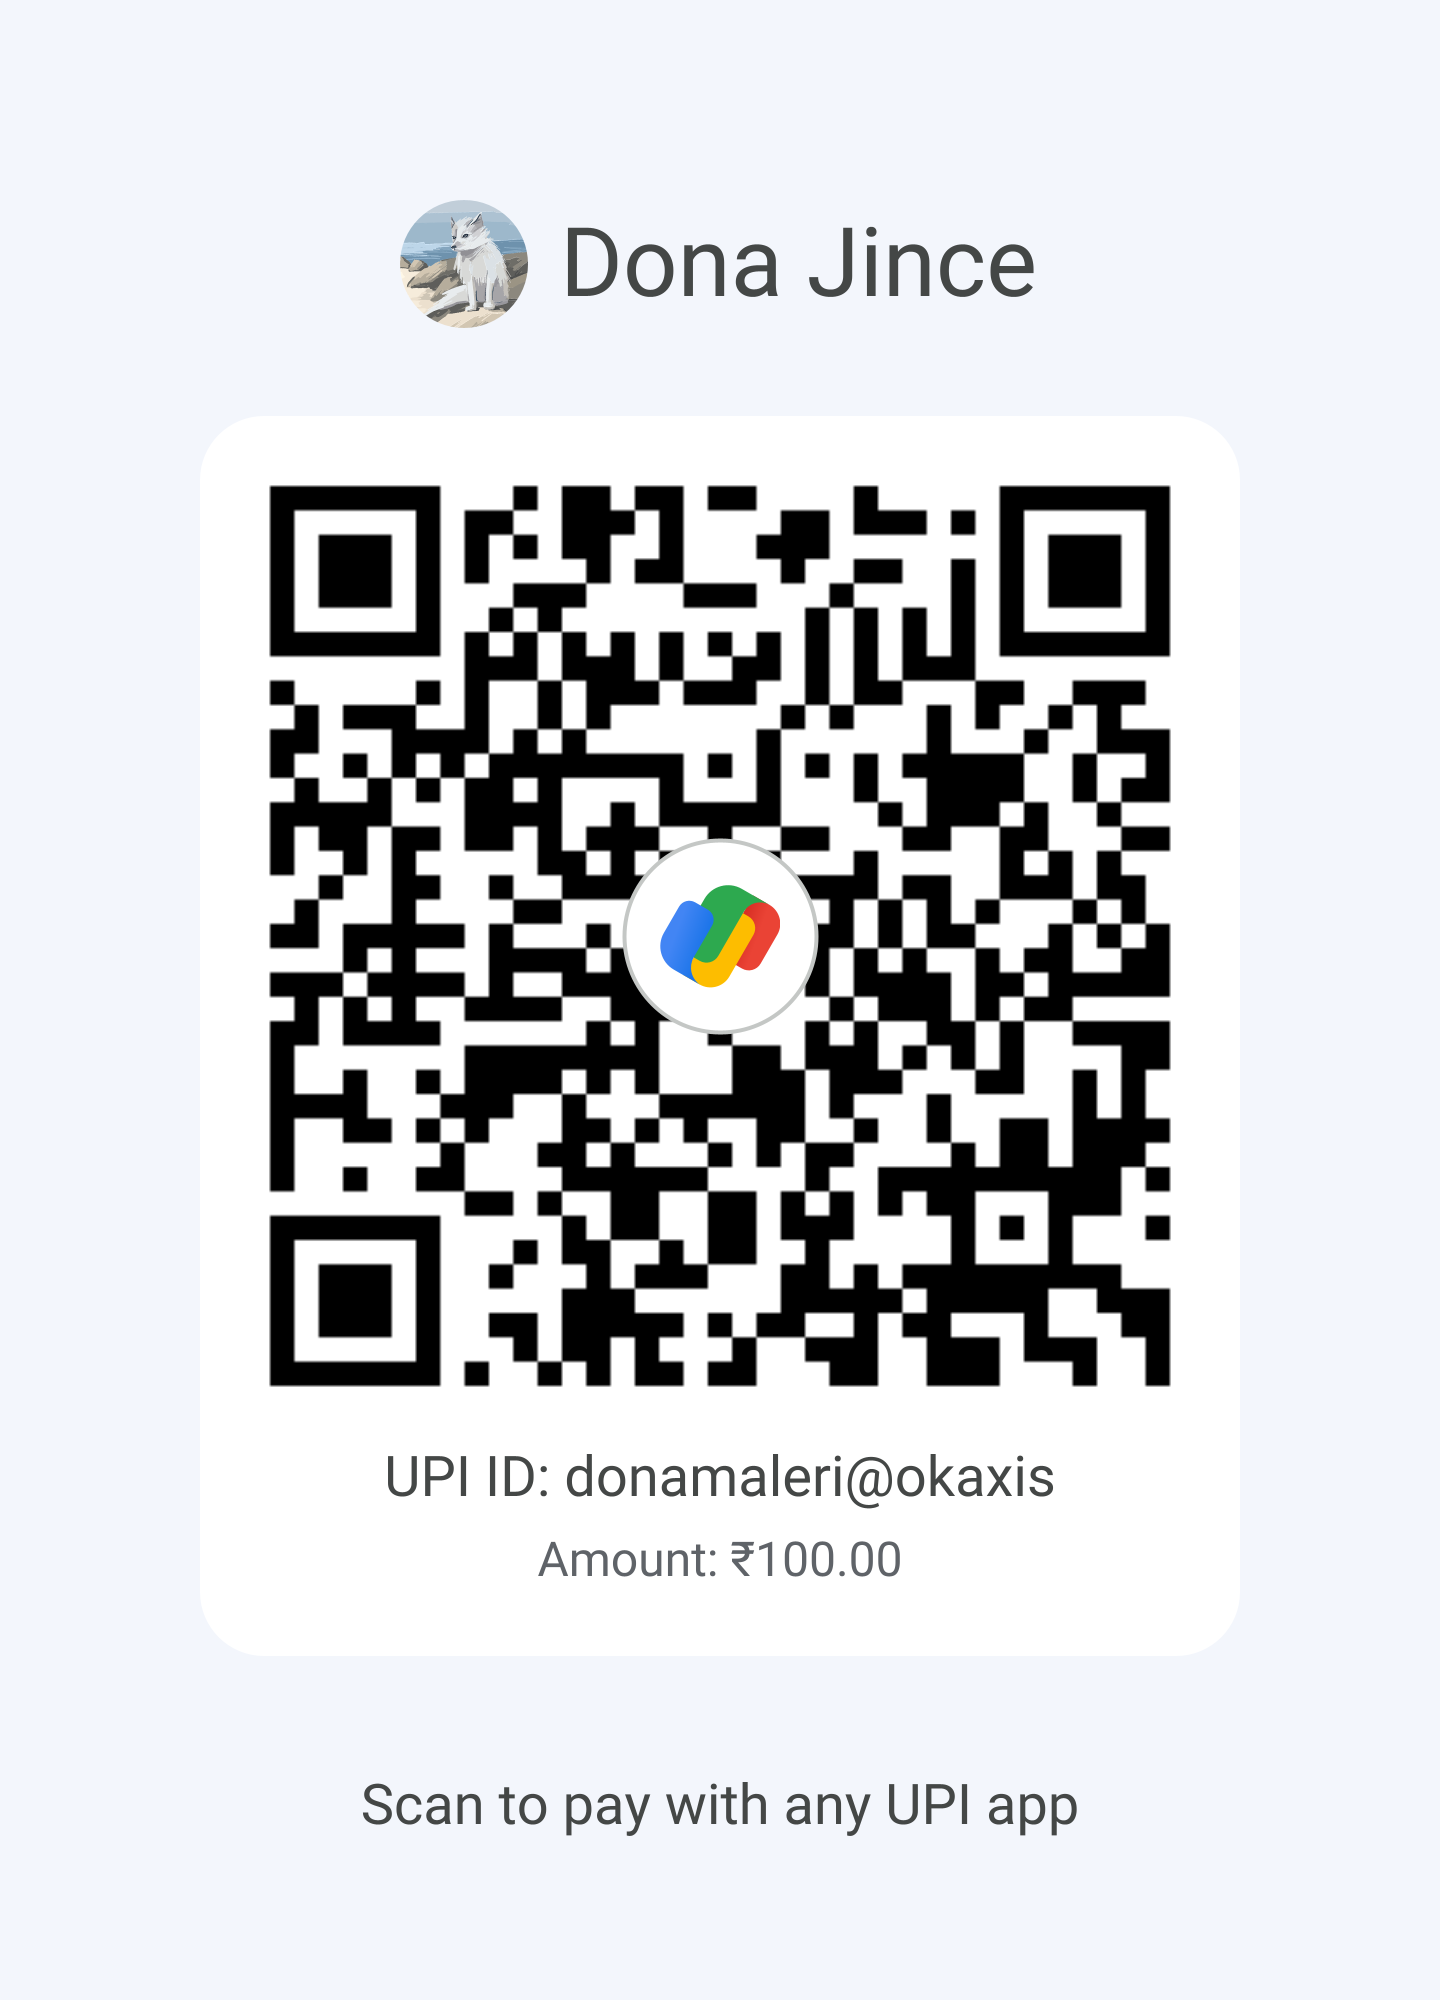 Dona Jince
UPI ID: donamaleri@okaxis
Amount: ₹100.00
Scan to pay with any UPI app